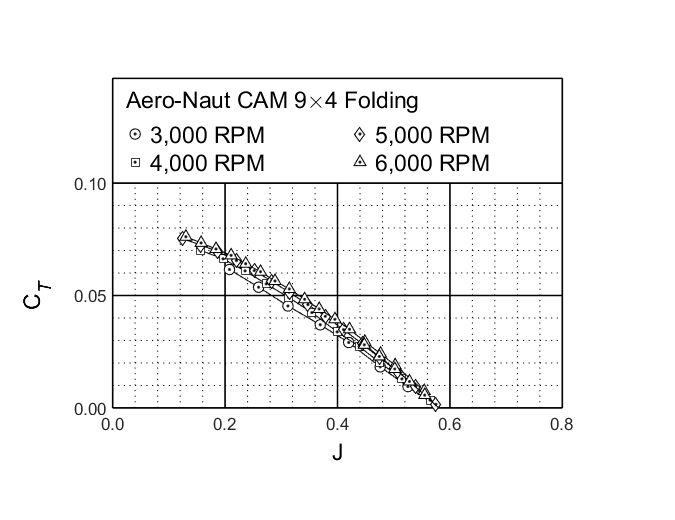 Aero-Naut CAM 9×4 Folding
3,000 RPM
5,000 RPM
4,000 RPM
6,000 RPM
0.10
0.05
0.00
C_T
0.0
0.2
0.4
0.6
0.8
J